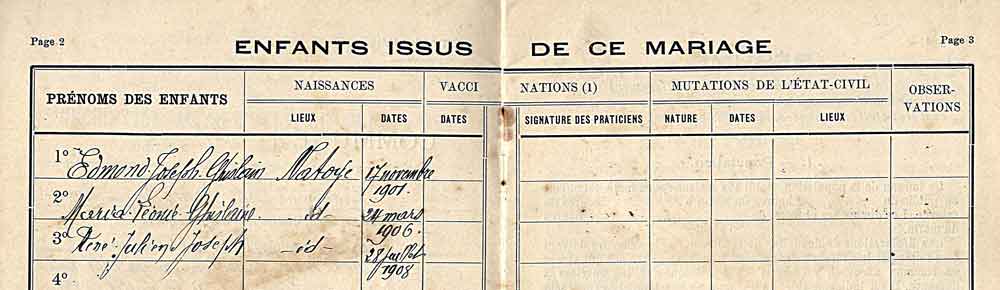 Page 2
ENFANTS ISSUS DE CE MARIAGE
Page 3
PRÉNOMS DES ENFANTS
NAISSANCES
VACCI NATIONS (1)
MUTATIONS DE L'ÉTAT-CIVIL
OBSER-
VATIONS
LIEUX
DATES
DATES
SIGNATURE DES PRATICIENS
NATURE
DATES
LIEUX
1° Edmond Joseph Ghislain Natoye 17 novembre
1901.
2° Maria Léonie Ghislaine. - id - 24 mars
1906.
3° René Julien Joseph - id - 28 juillet
1908
4°